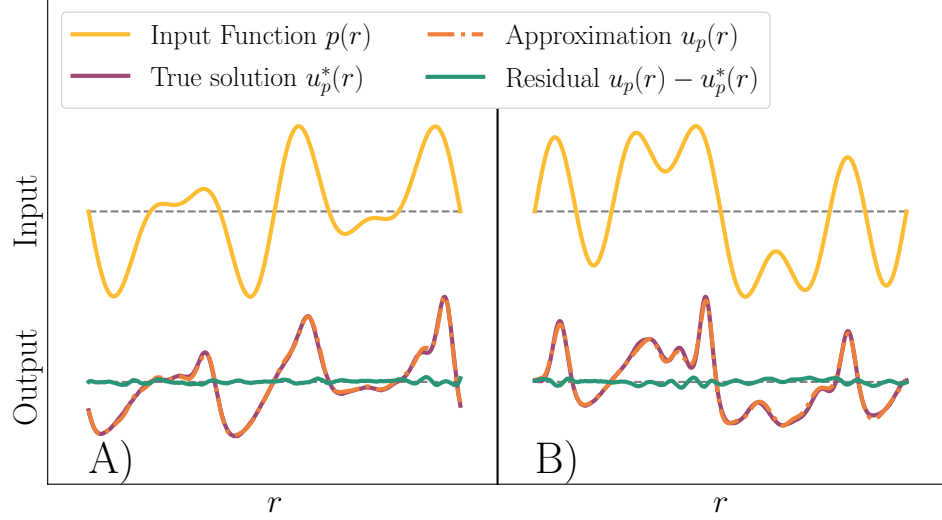 Input Function p(r)
Approximation u_p(r)
True solution u_p^*(r)
Residual u_p(r) − u_p^*(r)
Input
Output
A)
B)
r
r